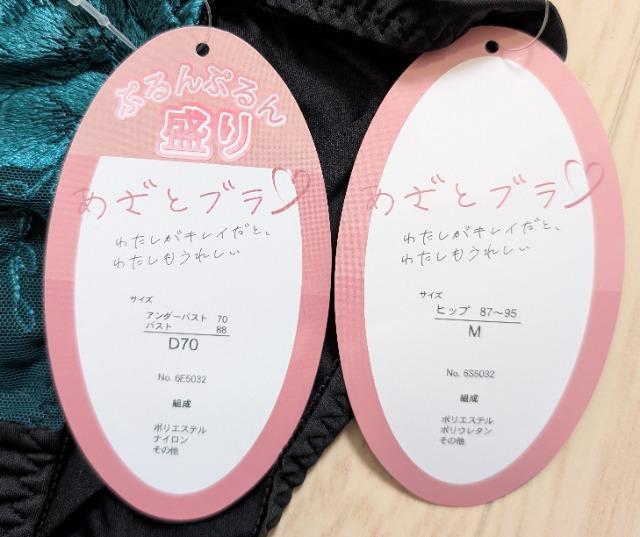 ぷるんぷるん
盛り
あざとブラ♡
わたしがキレイだと、
わたしもうれしい
サイズ
アンダーバスト 70
バスト 88
D70
No. 6E5032
組成
ポリエステル
ナイロン
その他
あざとブラ♡
わたしがキレイだと、
わたしもうれしい
サイズ
ヒップ 87〜95
M
No. 6S5032
組成
ポリエステル
ポリウレタン
その他